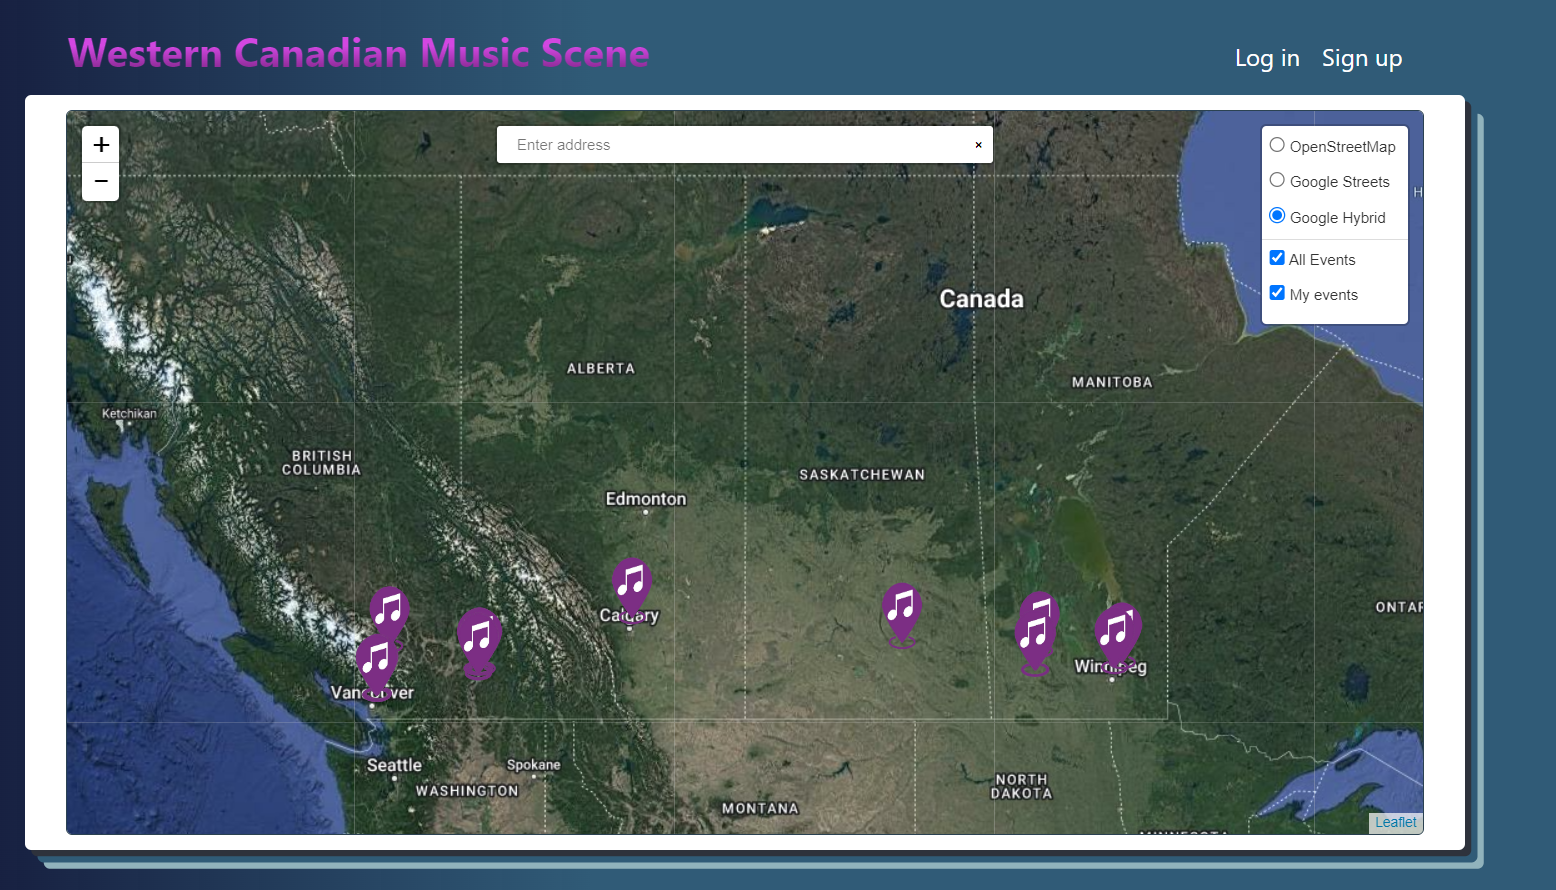 Western Canadian Music Scene
Log in
Sign up
+
Enter address
×
−
OpenStreetMap
Google Streets
Google Hybrid
All Events
My events
H
Canada
ALBERTA
MANITOBA
Ketchikan
BRITISH
COLUMBIA
SASKATCHEWAN
Edmonton
Calgary
ONTAR
Vancouver
Winnipeg
Seattle
Spokane
WASHINGTON
NORTH
DAKOTA
MONTANA
MINNESOTA
Leaflet